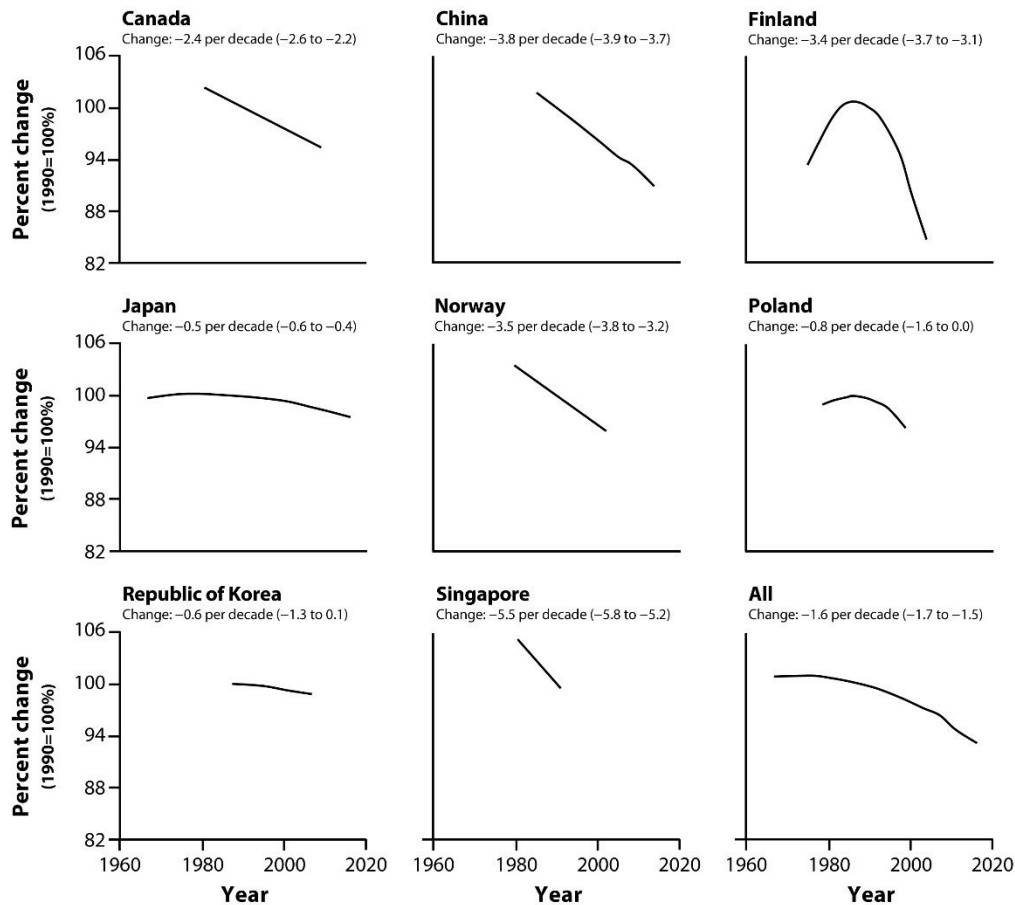 Canada
Change: −2.4 per decade (−2.6 to −2.2)
China
Change: −3.8 per decade (−3.9 to −3.7)
Finland
Change: −3.4 per decade (−3.7 to −3.1)
Percent change
(1990=100%)
106
100
94
88
82
Japan
Change: −0.5 per decade (−0.6 to −0.4)
Norway
Change: −3.5 per decade (−3.8 to −3.2)
Poland
Change: −0.8 per decade (−1.6 to 0.0)
Percent change
(1990=100%)
106
100
94
88
82
Republic of Korea
Change: −0.6 per decade (−1.3 to 0.1)
Singapore
Change: −5.5 per decade (−5.8 to −5.2)
All
Change: −1.6 per decade (−1.7 to −1.5)
Percent change
(1990=100%)
106
100
94
88
82
1960 1980 2000 2020
1960 1980 2000 2020
1960 1980 2000 2020
Year
Year
Year